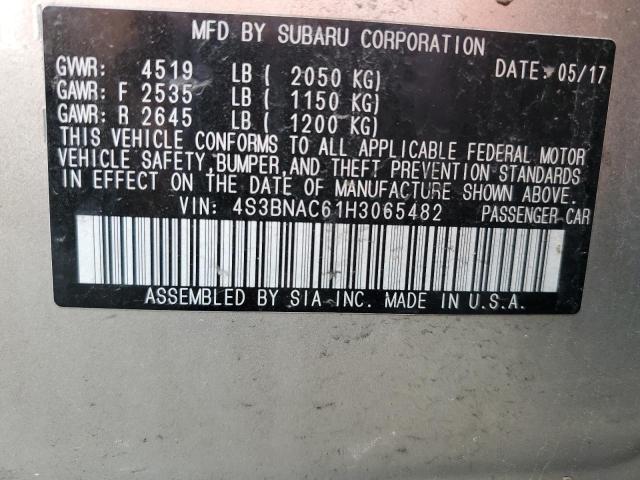 MFD BY SUBARU CORPORATION
GVWR: 4519 LB ( 2050 KG) DATE: 05/17
GAWR: F 2535 LB ( 1150 KG)
GAWR: R 2645 LB ( 1200 KG)
THIS VEHICLE CONFORMS TO ALL APPLICABLE FEDERAL MOTOR
VEHICLE SAFETY, BUMPER, AND THEFT PREVENTION STANDARDS
IN EFFECT ON THE DATE OF MANUFACTURE SHOWN ABOVE.
VIN: 4S3BNAC61H3065482 PASSENGER CAR
ASSEMBLED BY SIA INC. MADE IN U.S.A.